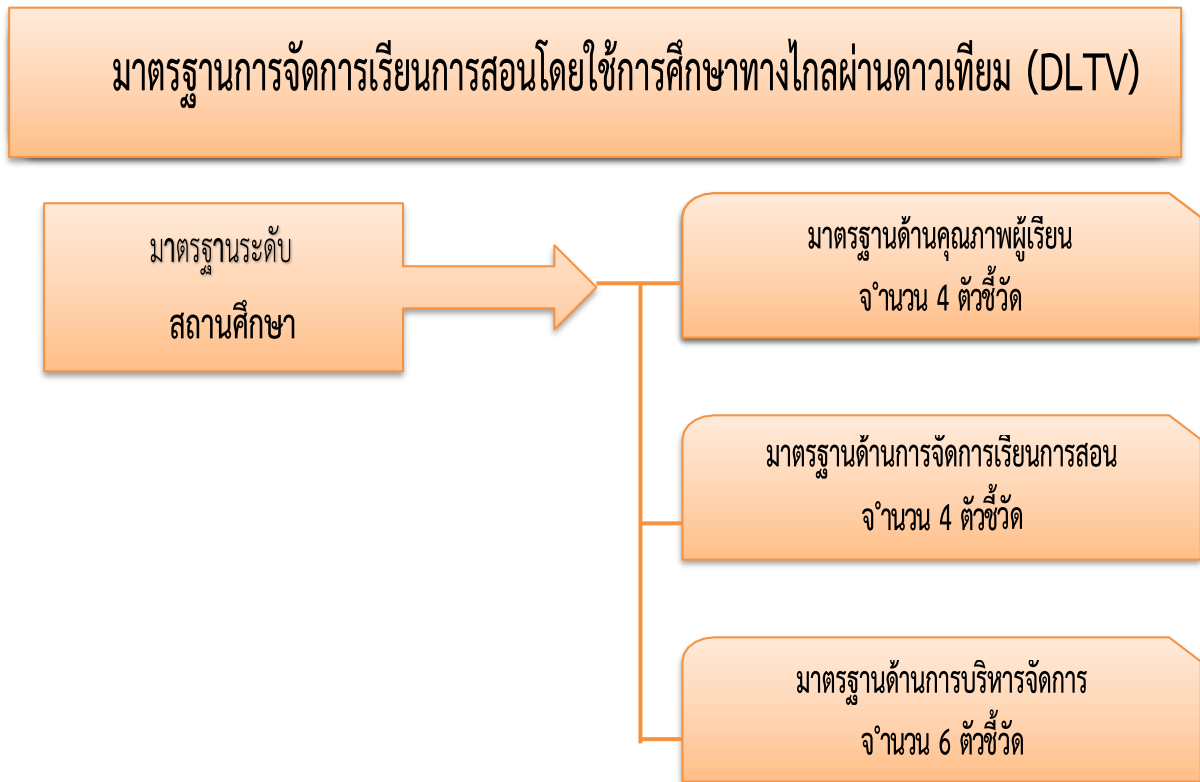 มาตรฐานการจัดการเรียนการสอนโดยใช้การศึกษาทางไกลผ่านดาวเทียม (DLTV)
มาตรฐานระดับ
สถานศึกษา
มาตรฐานด้านคุณภาพผู้เรียน
จำนวน 4 ตัวชี้วัด
มาตรฐานด้านการจัดการเรียนการสอน
จำนวน 4 ตัวชี้วัด
มาตรฐานด้านการบริหารจัดการ
จำนวน 6 ตัวชี้วัด